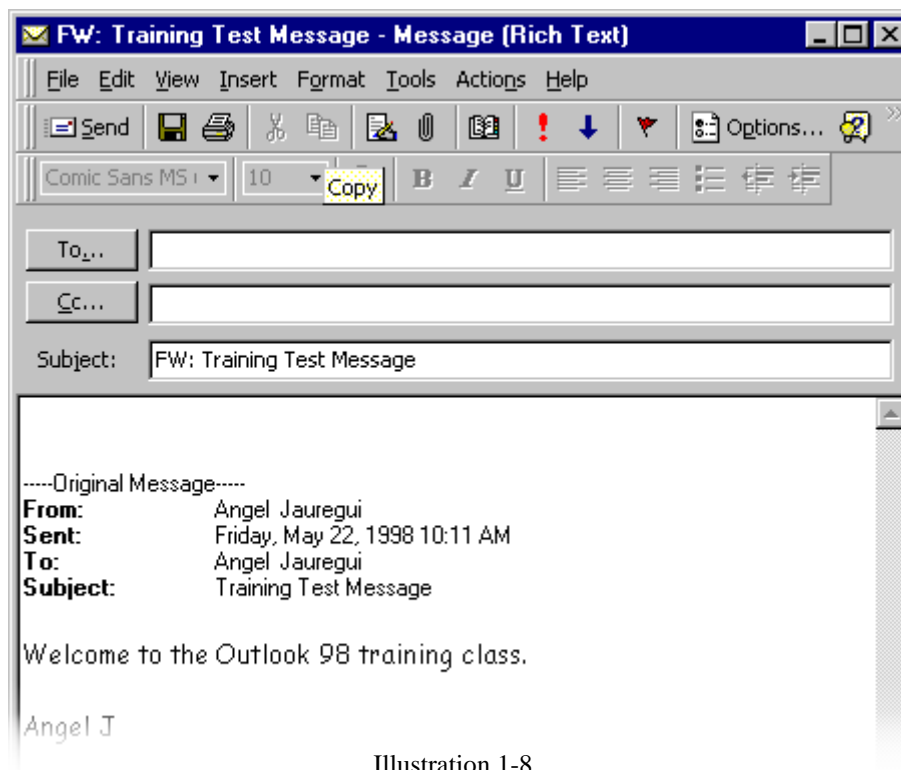 FW: Training Test Message - Message (Rich Text)
File Edit View Insert Format Tools Actions Help
Send Options...
Comic Sans MS 10 B I U
Copy
To...
Cc...
Subject: FW: Training Test Message
-----Original Message-----
From: Angel Jauregui
Sent: Friday, May 22, 1998 10:11 AM
To: Angel Jauregui
Subject: Training Test Message
Welcome to the Outlook 98 training class.
Angel J
Illustration 1-8